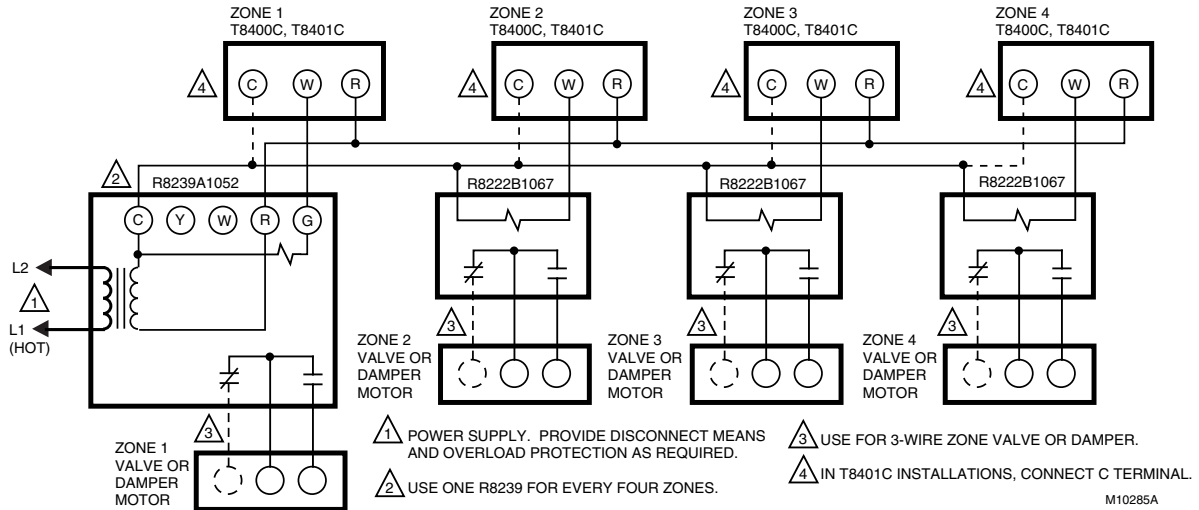 ZONE 1
T8400C, T8401C
ZONE 2
T8400C, T8401C
ZONE 3
T8400C, T8401C
ZONE 4
T8400C, T8401C
4
C W R
4
C W R
4
C W R
4
C W R
2
R8239A1052
R8222B1067
R8222B1067
R8222B1067
C Y W R G
L2
1
L1
(HOT)
3
ZONE 1
VALVE OR
DAMPER
MOTOR
3
ZONE 2
VALVE OR
DAMPER
MOTOR
3
ZONE 3
VALVE OR
DAMPER
MOTOR
3
ZONE 4
VALVE OR
DAMPER
MOTOR
1 POWER SUPPLY. PROVIDE DISCONNECT MEANS
AND OVERLOAD PROTECTION AS REQUIRED.
2 USE ONE R8239 FOR EVERY FOUR ZONES.
3 USE FOR 3-WIRE ZONE VALVE OR DAMPER.
4 IN T8401C INSTALLATIONS, CONNECT C TERMINAL.
M10285A